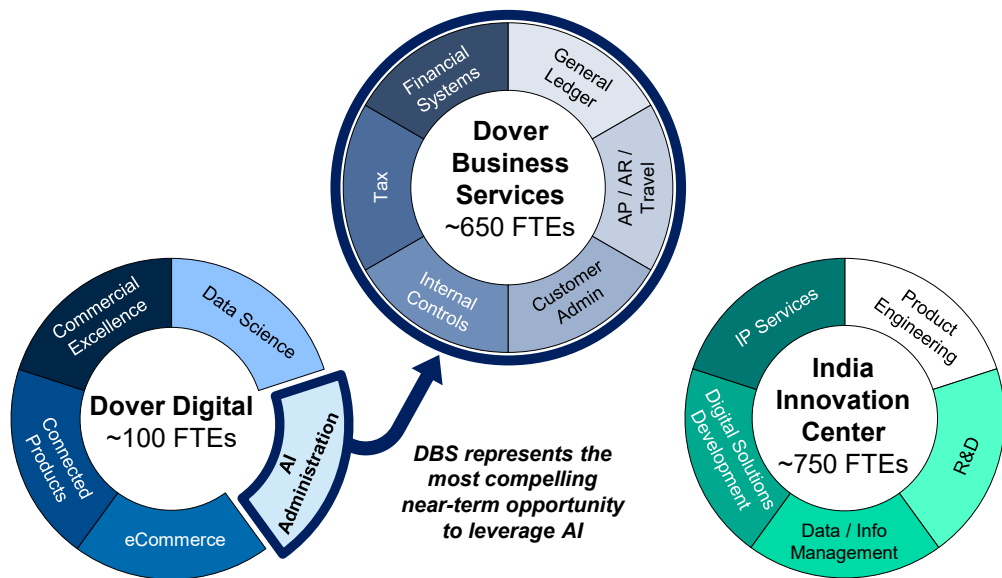 Financial
Systems
General
Ledger
AP / AR /
Travel
Customer
Admin
Internal
Controls
Tax
Dover
Business
Services
~650 FTEs
Commercial
Excellence
Data Science
AI
Administration
eCommerce
Connected
Products
Dover Digital
~100 FTEs
DBS represents the
most compelling
near-term opportunity
to leverage AI
IP Services
Product
Engineering
R&D
Data / Info
Management
Digital Solutions
Development
India
Innovation
Center
~750 FTEs